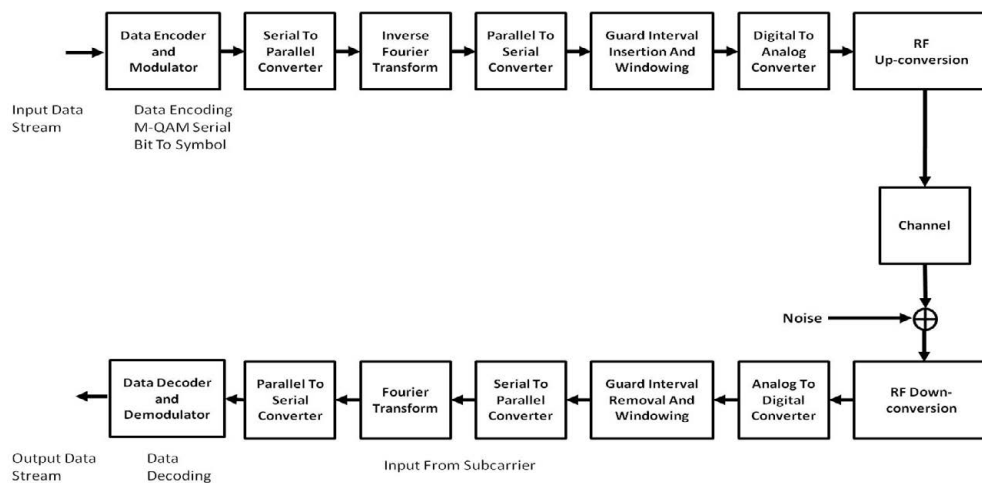 Data Encoder
and
Modulator
Serial To
Parallel
Converter
Inverse
Fourier
Transform
Parallel To
Serial
Converter
Guard Interval
Insertion And
Windowing
Digital To
Analog
Converter
RF
Up-conversion
Input Data
Stream
Data Encoding
M-QAM Serial
Bit To Symbol
Channel
Noise
Data Decoder
and
Demodulator
Parallel To
Serial
Converter
Fourier
Transform
Serial To
Parallel
Converter
Guard Interval
Removal And
Windowing
Analog To
Digital
Converter
RF Down-
conversion
Output Data
Stream
Data
Decoding
Input From Subcarrier